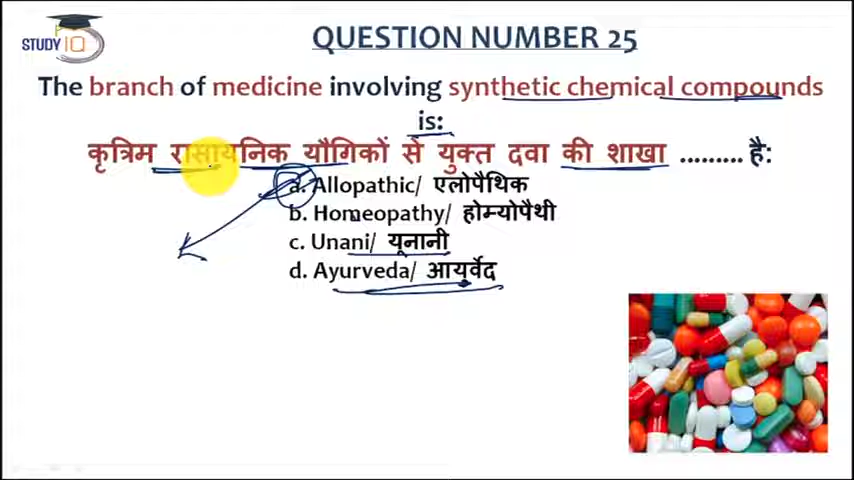 STUDY IQ
QUESTION NUMBER 25
The branch of medicine involving synthetic chemical compounds
is:
कृत्रिम रासायनिक यौगिकों से युक्त दवा की शाखा ......... है:
a. Allopathic/ एलोपैथिक
b. Homeopathy/ होम्योपैथी
c. Unani/ यूनानी
d. Ayurveda/ आयुर्वेद